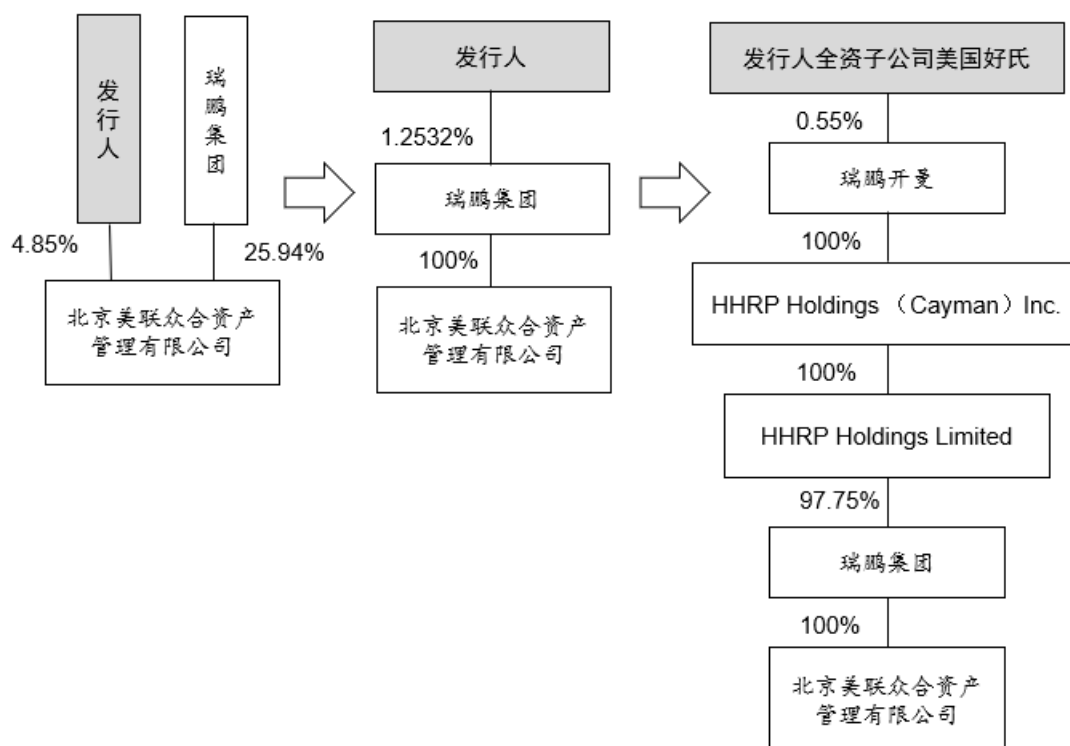 发行人
瑞鹏集团
4.85%
25.94%
北京美联众合资产
管理有限公司
发行人
1.2532%
瑞鹏集团
100%
北京美联众合资产
管理有限公司
发行人全资子公司美国好氏
0.55%
瑞鹏开曼
100%
HHRP Holdings （Cayman）Inc.
100%
HHRP Holdings Limited
97.75%
瑞鹏集团
100%
北京美联众合资产
管理有限公司